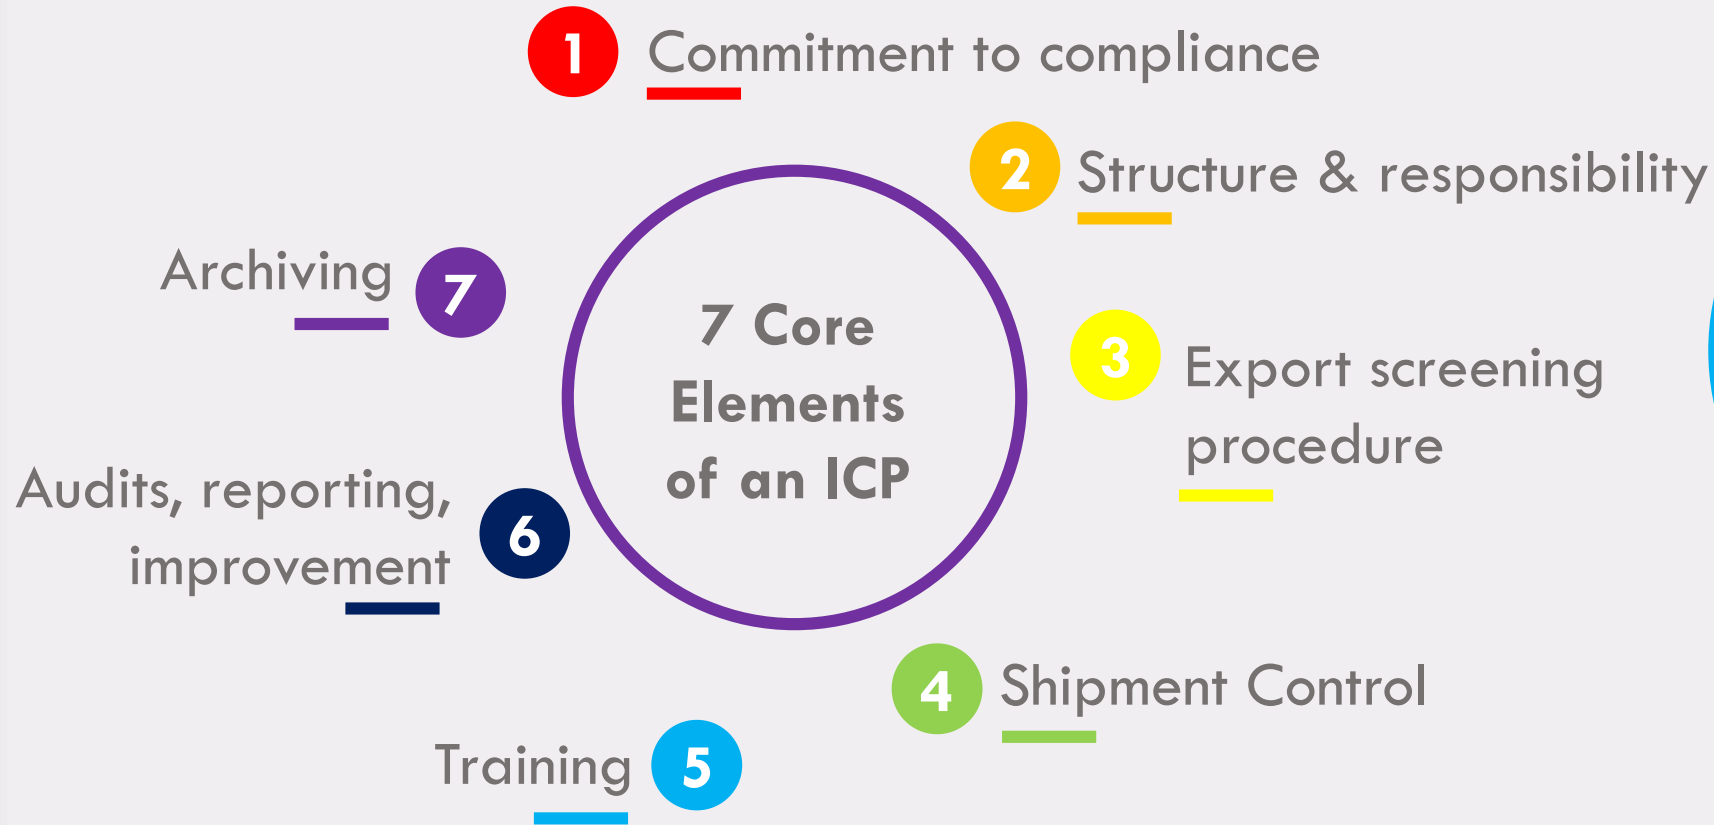 1 Commitment to compliance
2 Structure & responsibility
3 Export screening
procedure
4 Shipment Control
Training 5
Audits, reporting,
improvement 6
Archiving 7
7 Core
Elements
of an ICP